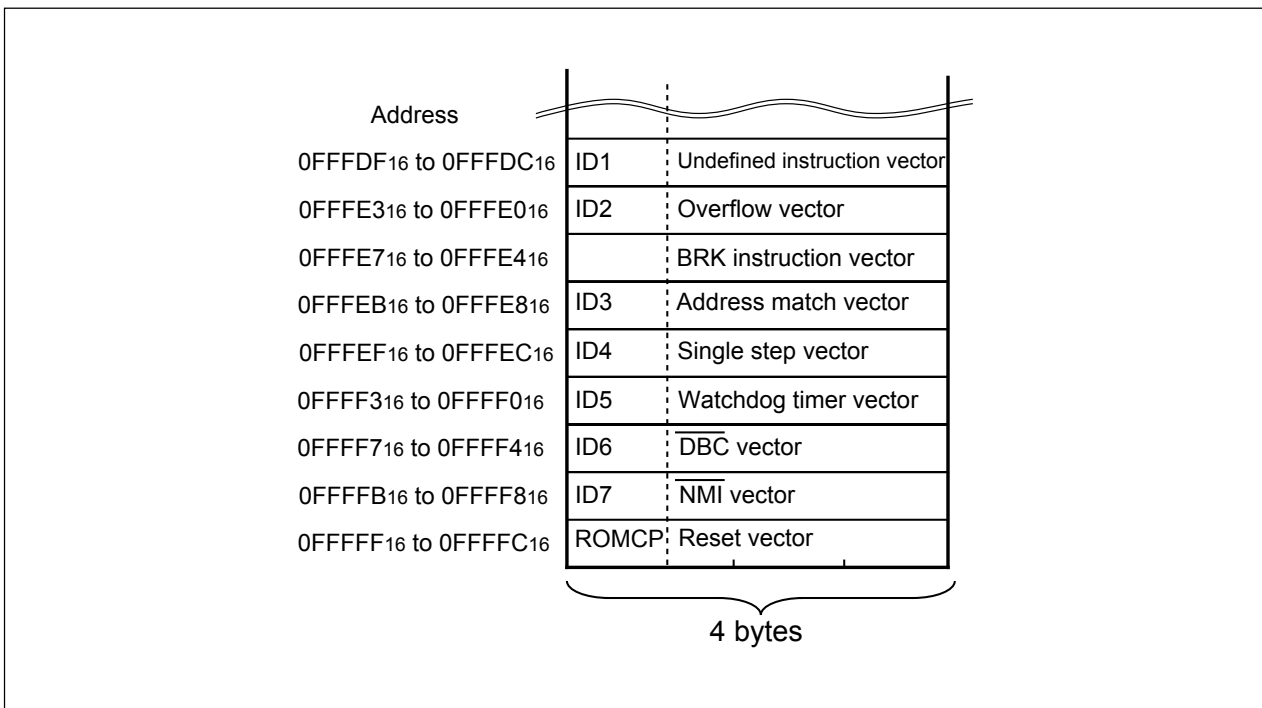 Address
0FFFDF16 to 0FFFDC16 ID1 Undefined instruction vector
0FFFE316 to 0FFFE016 ID2 Overflow vector
0FFFE716 to 0FFFE416 BRK instruction vector
0FFFEB16 to 0FFFE816 ID3 Address match vector
0FFFEF16 to 0FFFEC16 ID4 Single step vector
0FFFF316 to 0FFFF016 ID5 Watchdog timer vector
0FFFF716 to 0FFFF416 ID6 DBC vector
0FFFFB16 to 0FFFF816 ID7 NMI vector
0FFFFF16 to 0FFFFC16 ROMCP Reset vector
4 bytes